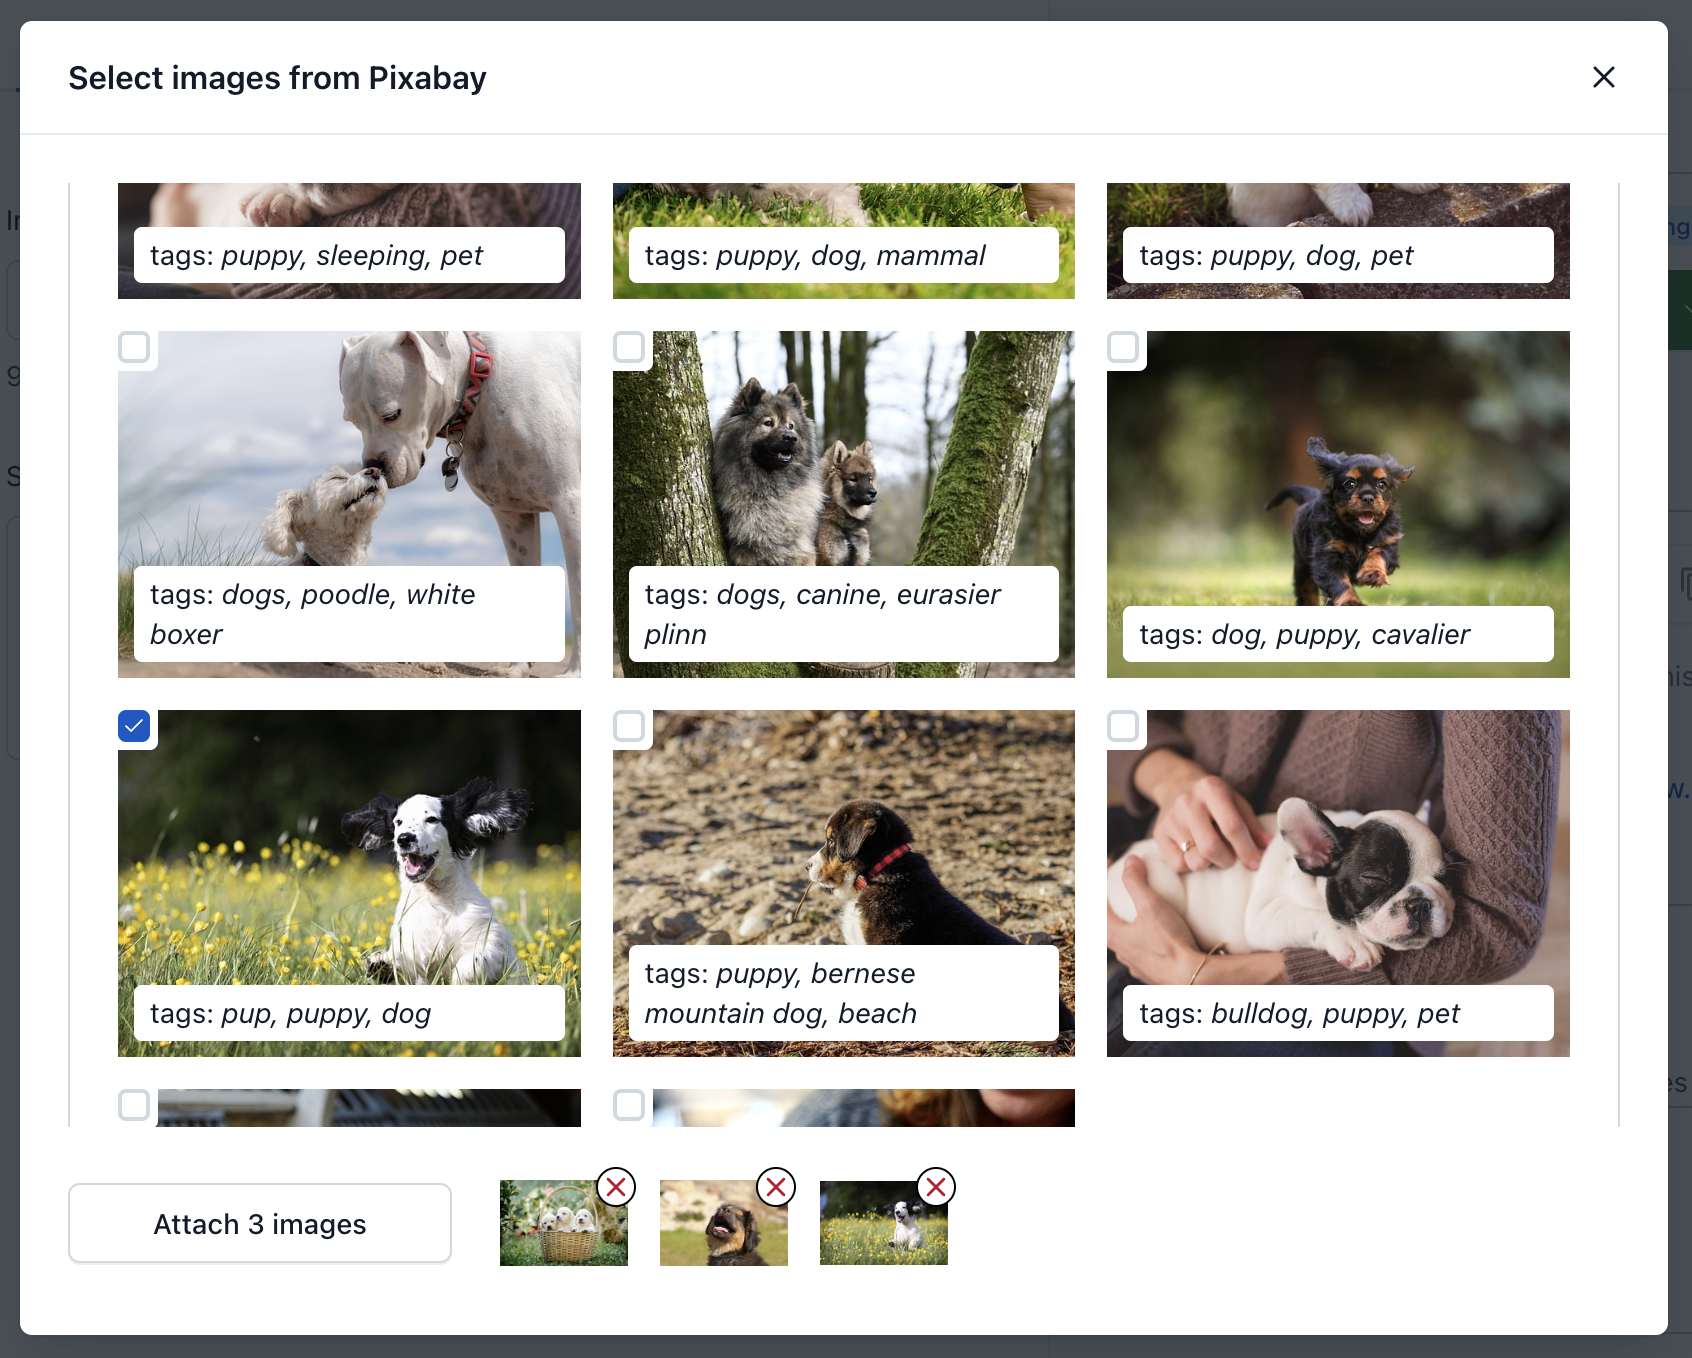 Select images from Pixabay
tags: puppy, sleeping, pet
tags: puppy, dog, mammal
tags: puppy, dog, pet
tags: dogs, poodle, white
boxer
tags: dogs, canine, eurasier
plinn
tags: dog, puppy, cavalier
tags: pup, puppy, dog
tags: puppy, bernese
mountain dog, beach
tags: bulldog, puppy, pet
Attach 3 images